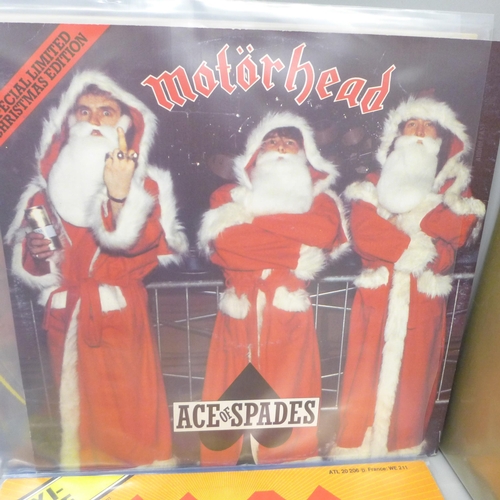 SPECIAL LIMITED
CHRISTMAS EDITION
Motörhead
ACE OF SPADES